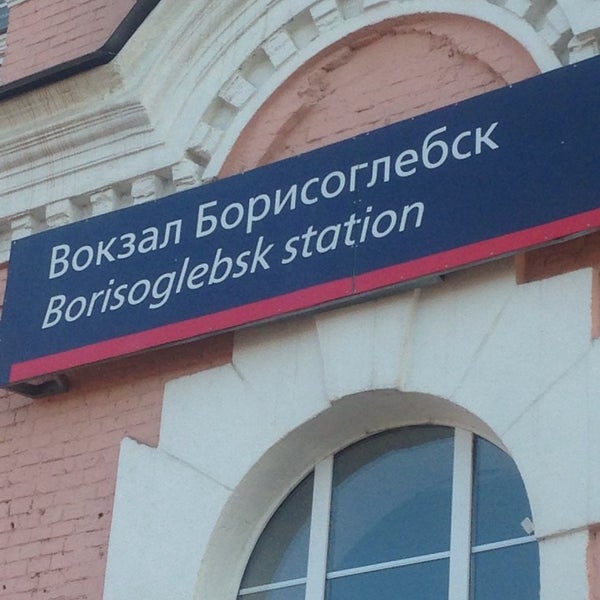 Вокзал Борисоглебск
Borisoglebsk station